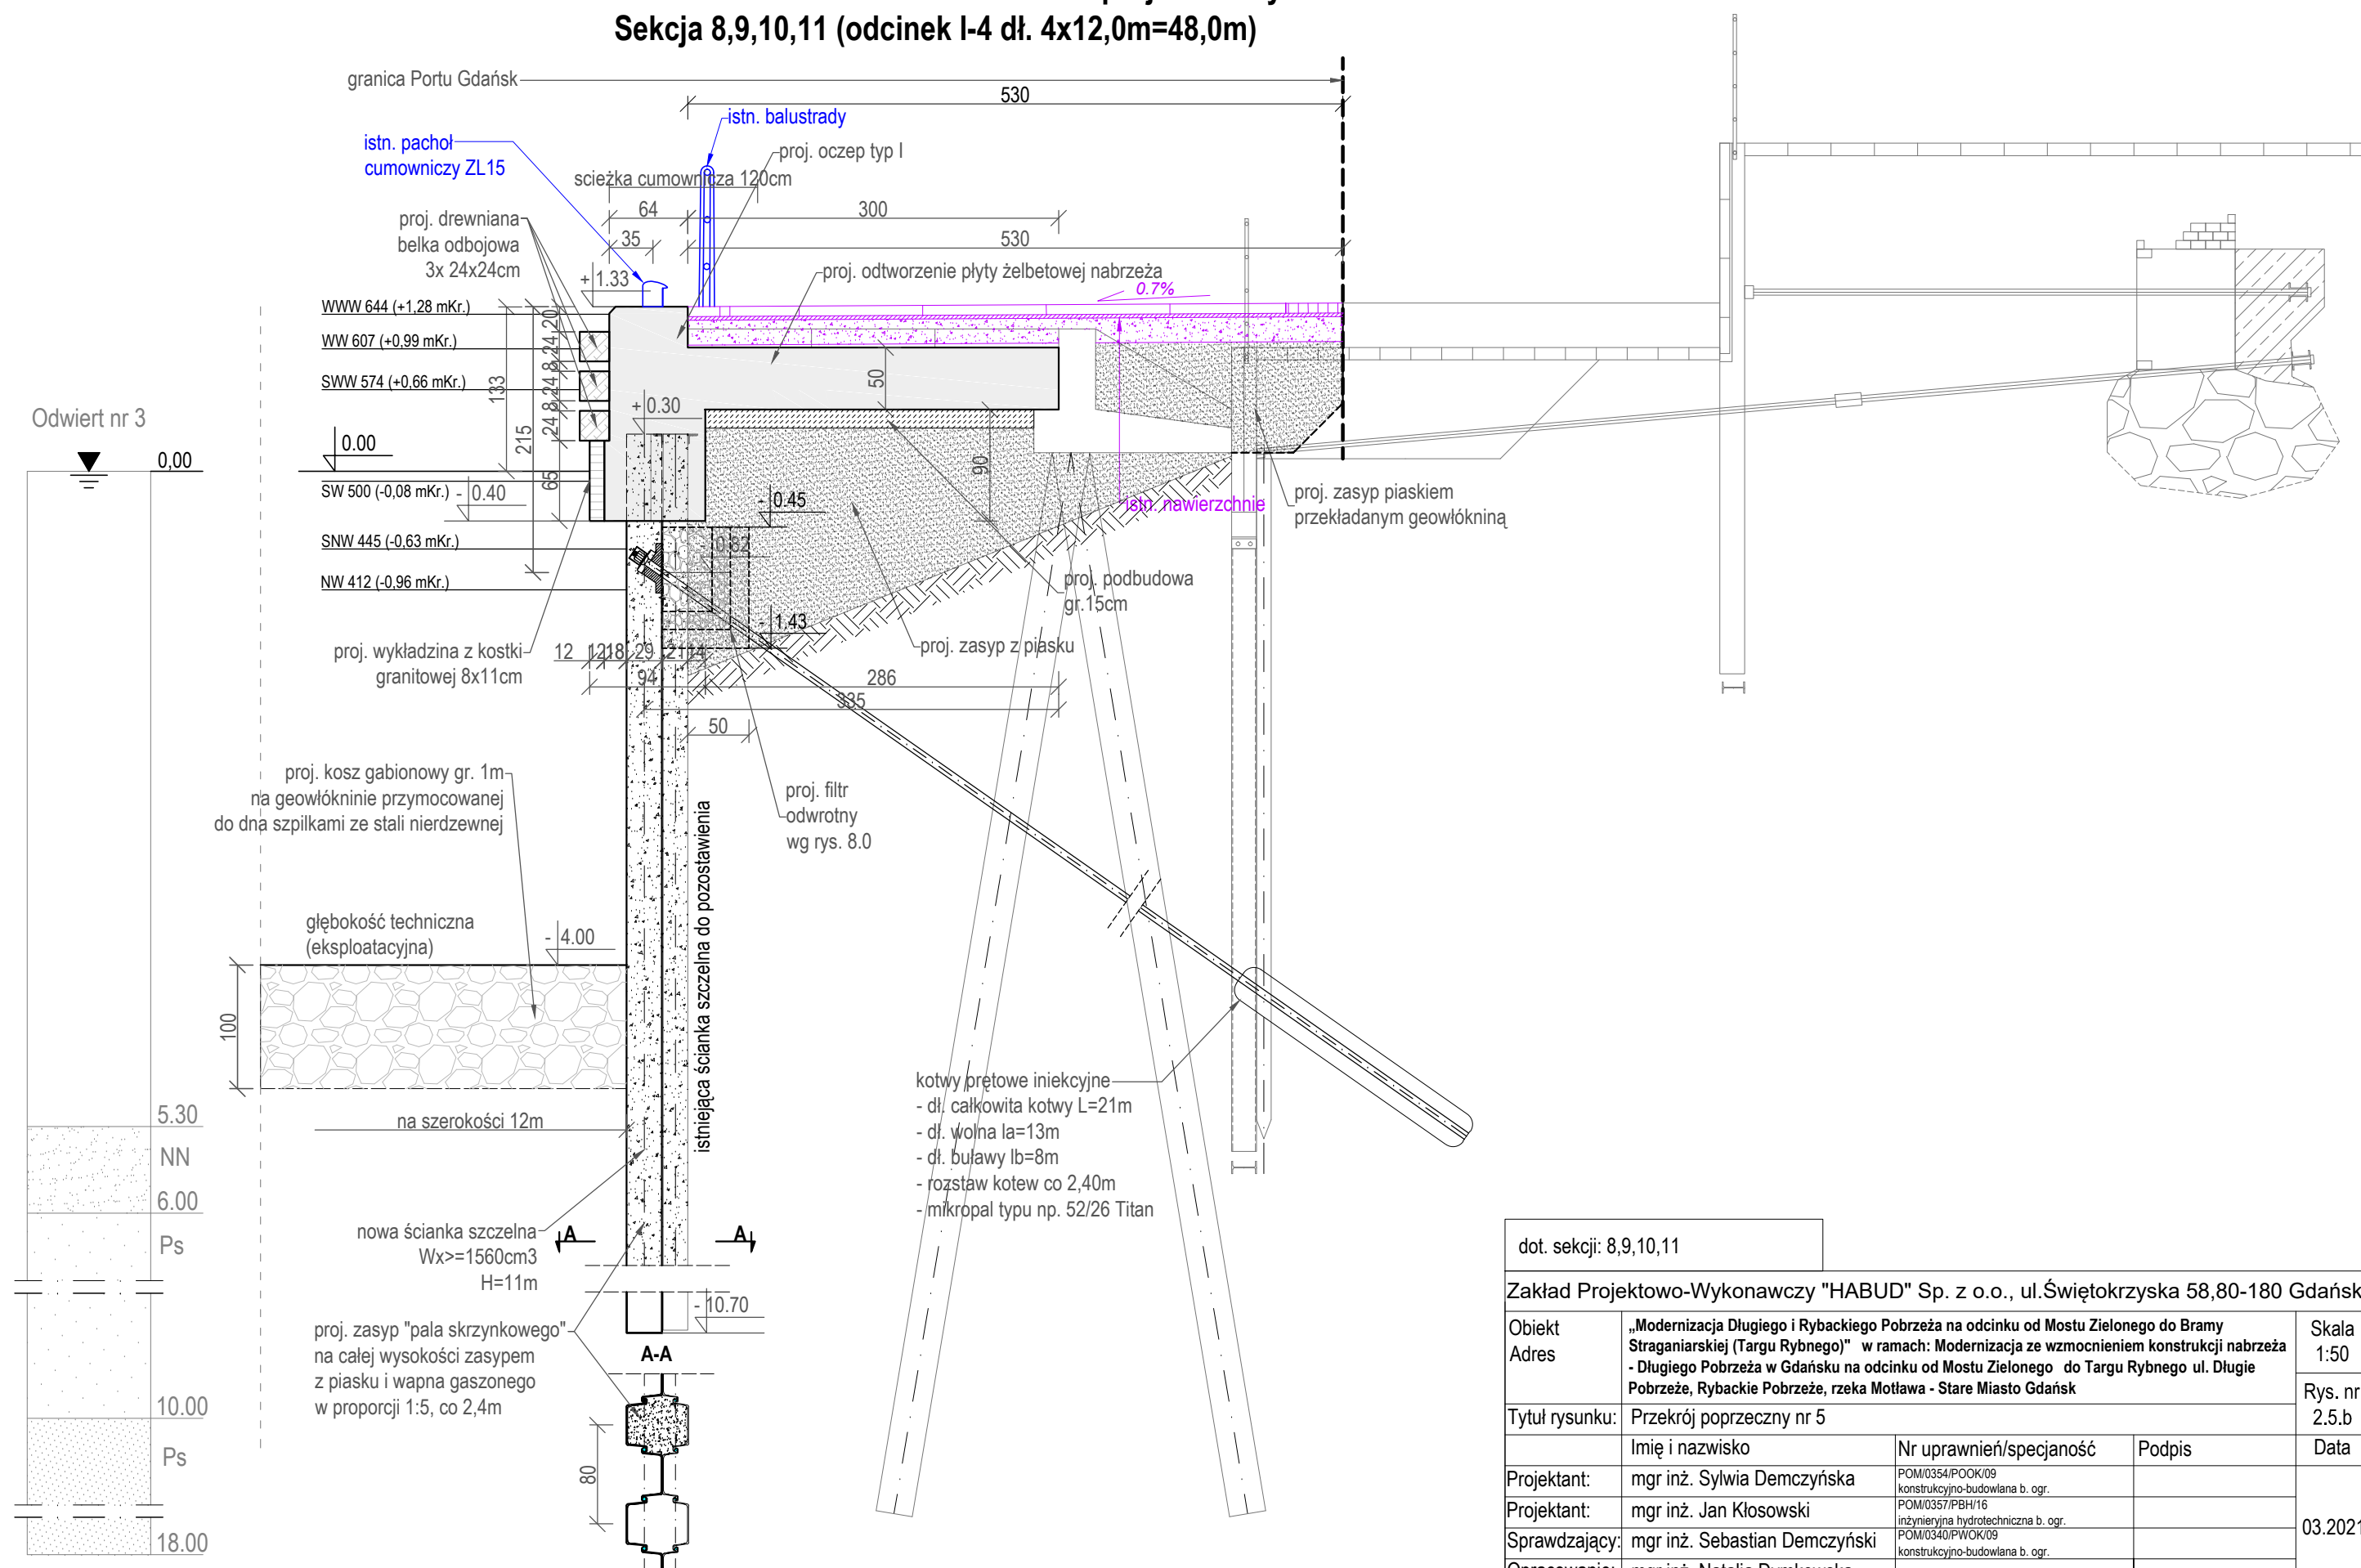 Sekcja 8,9,10,11 (odcinek I-4 dł. 4x12,0m=48,0m)
granica Portu Gdańsk
530
istn. balustrady
istn. pachoł
cumowniczy ZL15
proj. oczep typ I
scieżka cumownicza 120cm
64
300
proj. drewniana
belka odbojowa
3x 24x24cm
35
530
proj. odtworzenie płyty żelbetowej nabrzeża
+ 1.33
0.7%
WWW 644 (+1,28 mKr.)
WW 607 (+0,99 mKr.)
SWW 574 (+0,66 mKr.)
20
24
8
24
8
24
65
133
215
50
+ 0.30
Odwiert nr 3
0,00
0.00
SW 500 (-0,08 mKr.)
- 0.40
- 0.45
90
istn. nawierzchnie
proj. zasyp piaskiem
przekładanym geowłókniną
SNW 445 (-0,63 mKr.)
0.82
NW 412 (-0,96 mKr.)
proj. podbudowa
gr.15cm
- 1.43
proj. zasyp z piasku
proj. wykładzina z kostki
granitowej 8x11cm
12
12
18
29
21
14
94
286
335
50
proj. kosz gabionowy gr. 1m
na geowłókninie przymocowanej
do dna szpilkami ze stali nierdzewnej
proj. filtr
odwrotny
wg rys. 8.0
istniejąca ścianka szczelna do pozostawienia
głębokość techniczna
(eksploatacyjna)
- 4.00
100
na szerokości 12m
5.30
NN
6.00
Ps
10.00
Ps
18.00
kotwy prętowe iniekcyjne
- dł. całkowita kotwy L=21m
- dł. wolna la=13m
- dł. buławy lb=8m
- rozstaw kotew co 2,40m
- mikropal typu np. 52/26 Titan
nowa ścianka szczelna
Wx>=1560cm3
H=11m
A
A
- 10.70
proj. zasyp "pala skrzynkowego"
na całej wysokości zasypem
z piasku i wapna gaszonego
w proporcji 1:5, co 2,4m
A-A
80
dot. sekcji: 8,9,10,11
Zakład Projektowo-Wykonawczy "HABUD" Sp. z o.o., ul.Świętokrzyska 58,80-180 Gdańsk
Obiekt
Adres
„Modernizacja Długiego i Rybackiego Pobrzeża na odcinku od Mostu Zielonego do Bramy
Straganiarskiej (Targu Rybnego)" w ramach: Modernizacja ze wzmocnieniem konstrukcji nabrzeża
- Długiego Pobrzeża w Gdańsku na odcinku od Mostu Zielonego do Targu Rybnego ul. Długie
Pobrzeże, Rybackie Pobrzeże, rzeka Motława - Stare Miasto Gdańsk
Skala
1:50
Rys. nr
2.5.b
Tytuł rysunku: Przekrój poprzeczny nr 5
Imię i nazwisko
Nr uprawnień/specjaność
Podpis
Data
Projektant: mgr inż. Sylwia Demczyńska
POM/0354/POOK/09
konstrukcyjno-budowlana b. ogr.
Projektant: mgr inż. Jan Kłosowski
POM/0357/PBH/16
inżynieryjna hydrotechniczna b. ogr.
Sprawdzający: mgr inż. Sebastian Demczyński
POM/0340/PWOK/09
konstrukcyjno-budowlana b. ogr.
03.2021